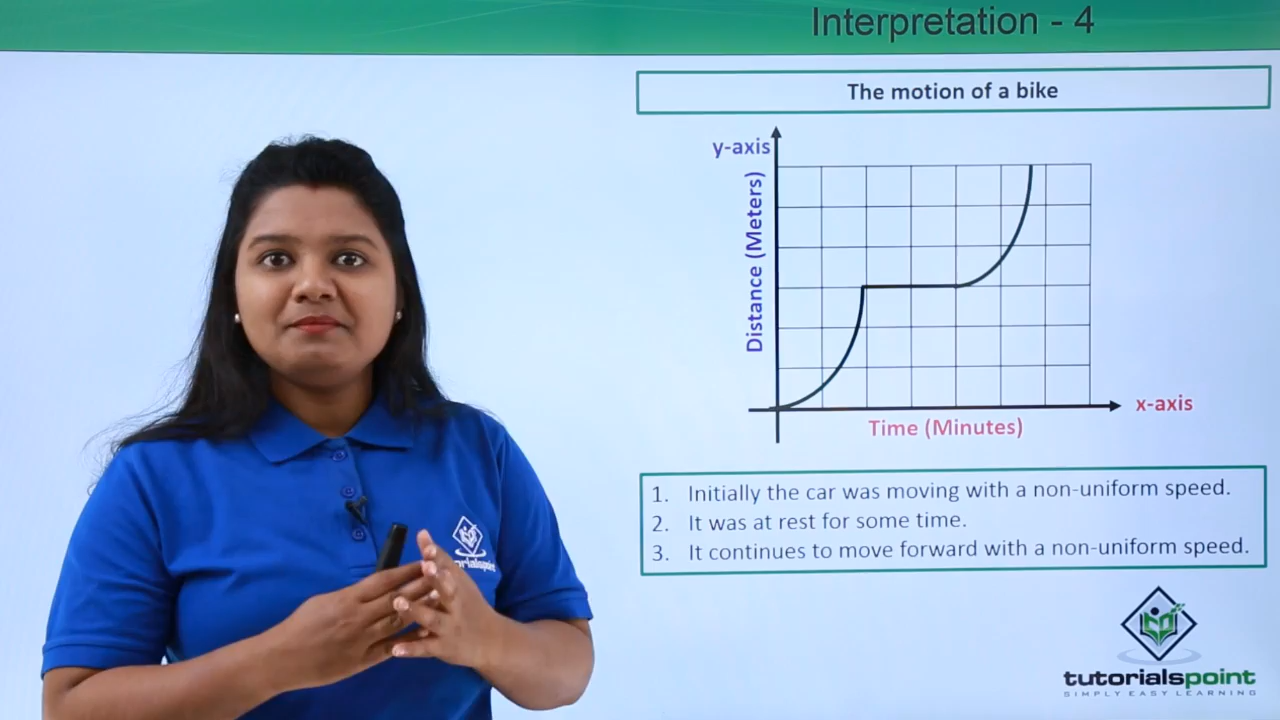 Interpretation - 4
The motion of a bike
y-axis
Distance (Meters)
x-axis
Time (Minutes)
1. Initially the car was moving with a non-uniform speed.
2. It was at rest for some time.
3. It continues to move forward with a non-uniform speed.
tutorialspoint
SIMPLY EASY LEARNING